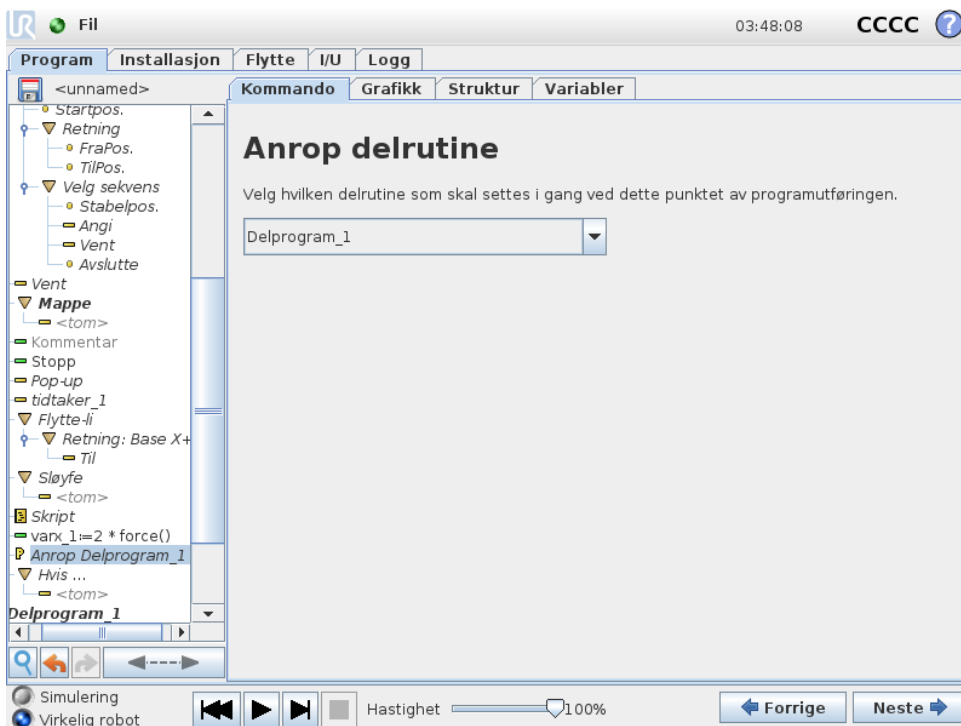 UR Fil 03:48:08 CCCC ?
Program Installasjon Flytte I/U Logg
<unnamed>
Kommando Grafikk Struktur Variabler
Startpos.
Retning
FraPos.
TilPos.
Velg sekvens
Stabelpos.
Angi
Vent
Avslutte
Vent
Mappe
<tom>
Kommentar
Stopp
Pop-up
tidtaker_1
Flytte-li
Retning: Base X+
Til
Sløyfe
<tom>
Skript
varx_1:=2 * force()
Anrop Delprogram_1
Hvis ...
<tom>
Delprogram_1
Anrop delrutine
Velg hvilken delrutine som skal settes i gang ved dette punktet av programutføringen.
Delprogram_1
Simulering
Virkelig robot
Hastighet 100%
Forrige Neste